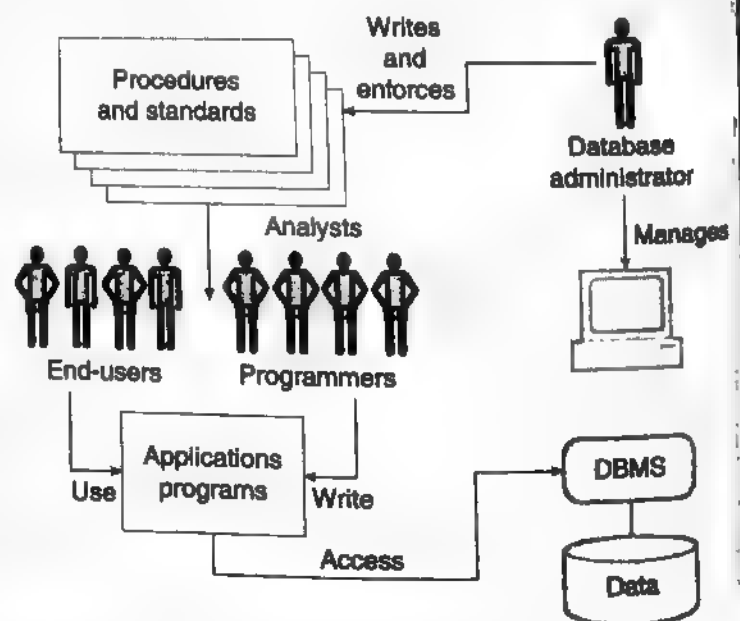 Writes
and
enforces
Procedures
and standards
Database
administrator
Analysts
Manages
End-users
Programmers
Applications
programs
Use
Write
DBMS
Access
Data